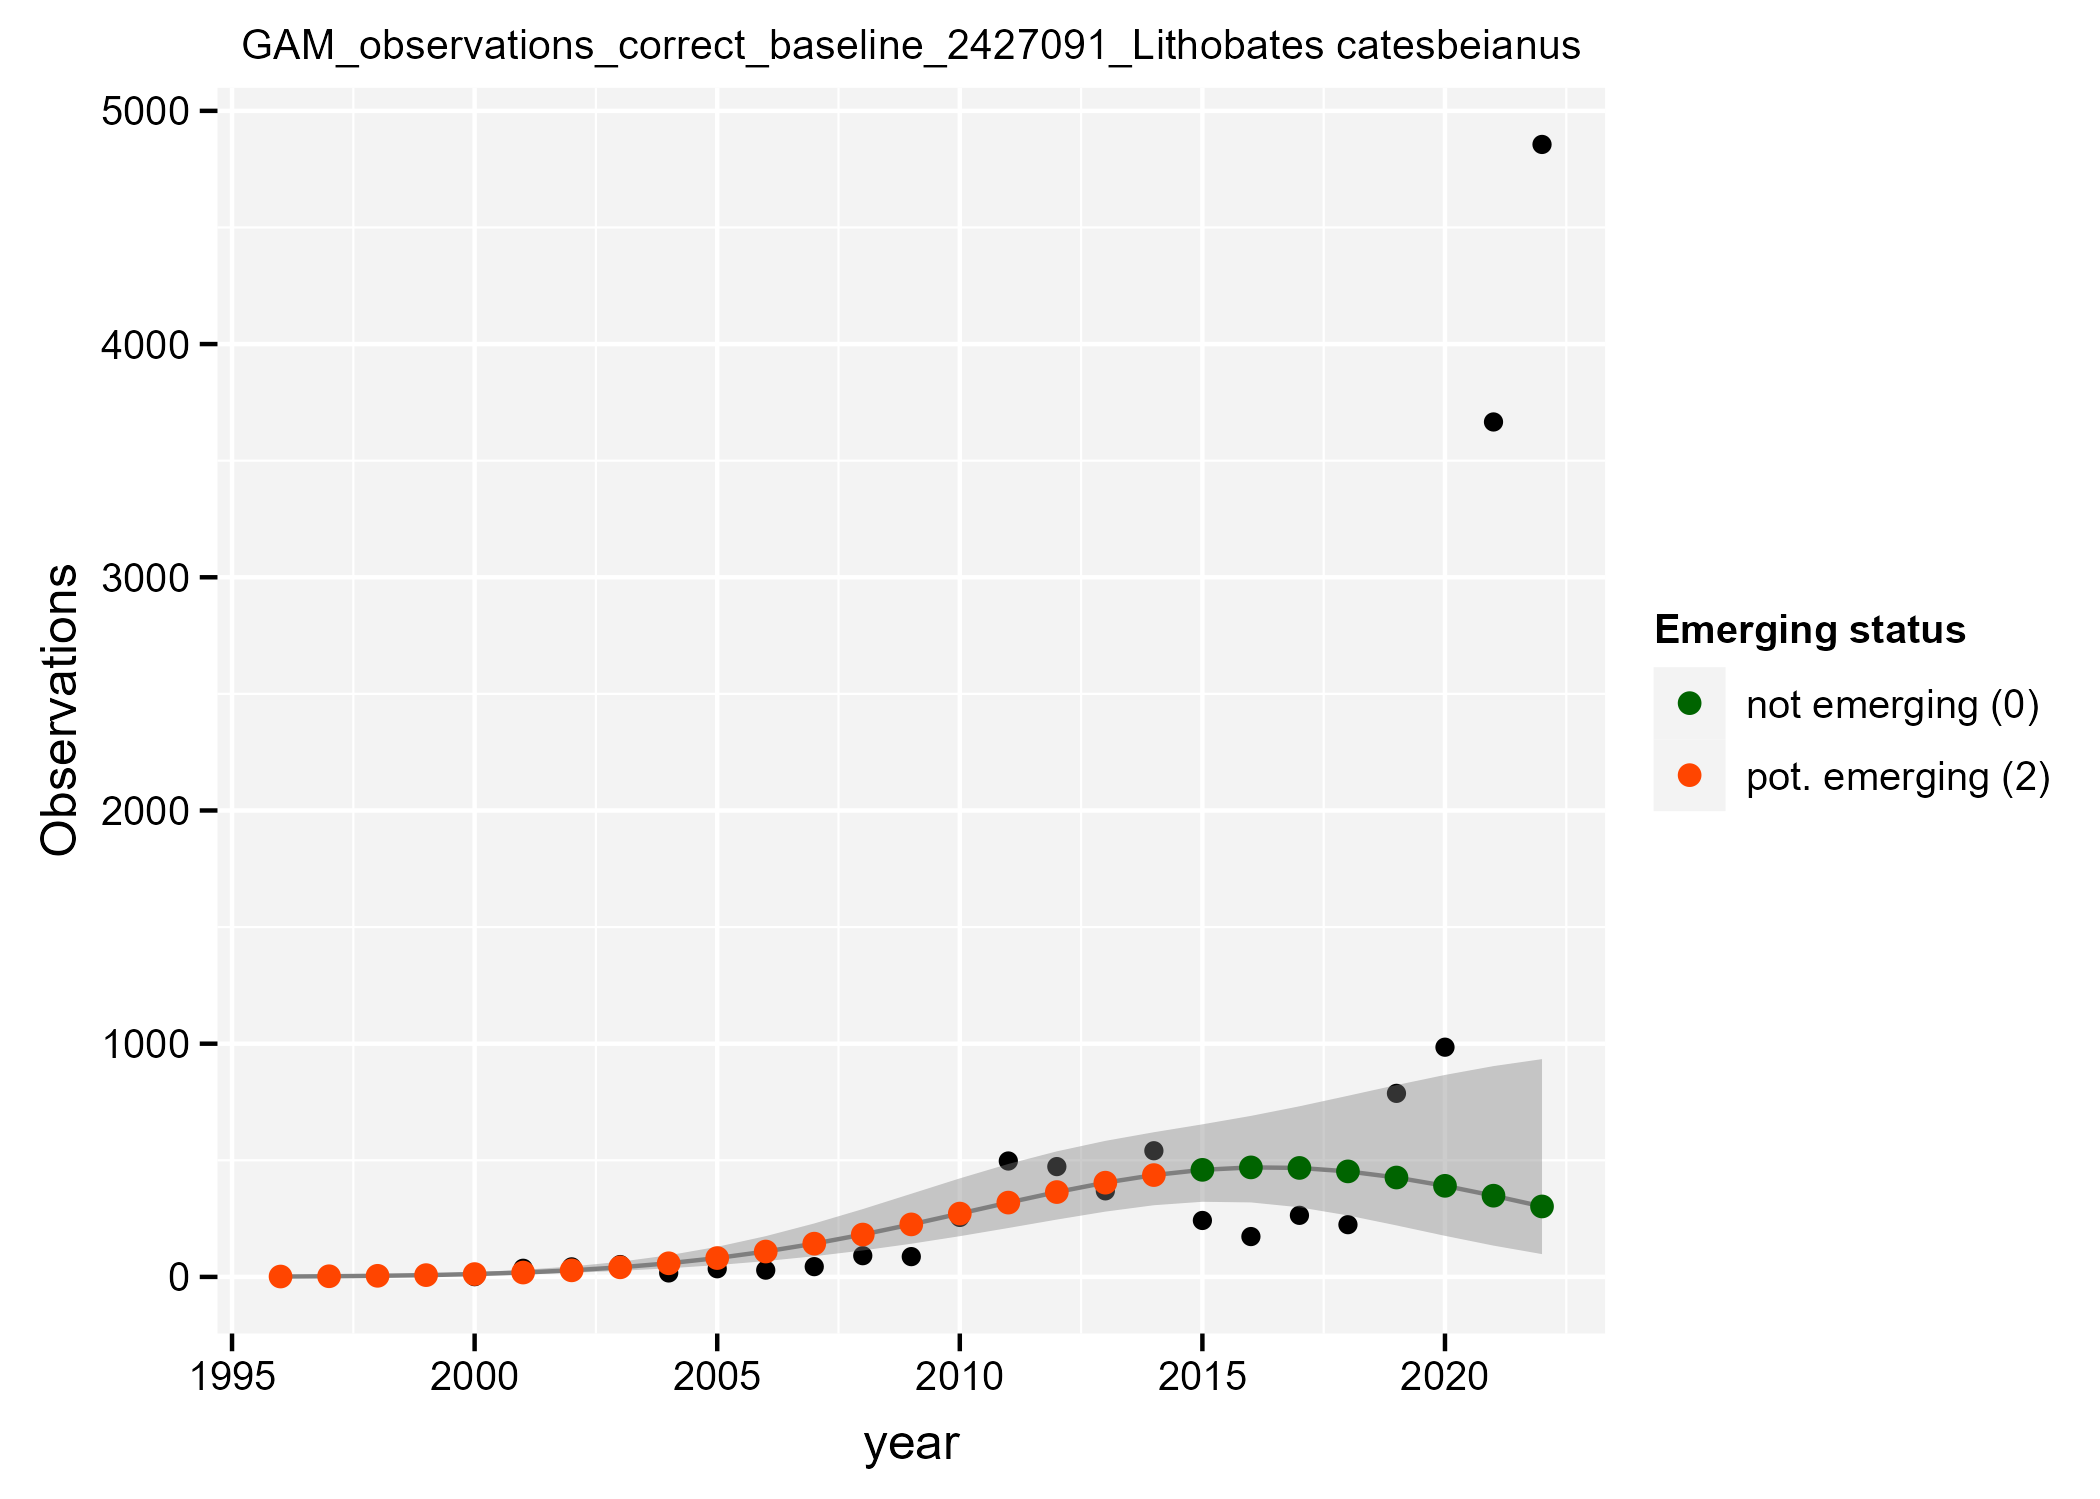 GAM_observations_correct_baseline_2427091_Lithobates catesbeianus
5000
4000
3000
2000
1000
0
Observations
1995
2000
2005
2010
2015
2020
year
Emerging status
not emerging (0)
pot. emerging (2)